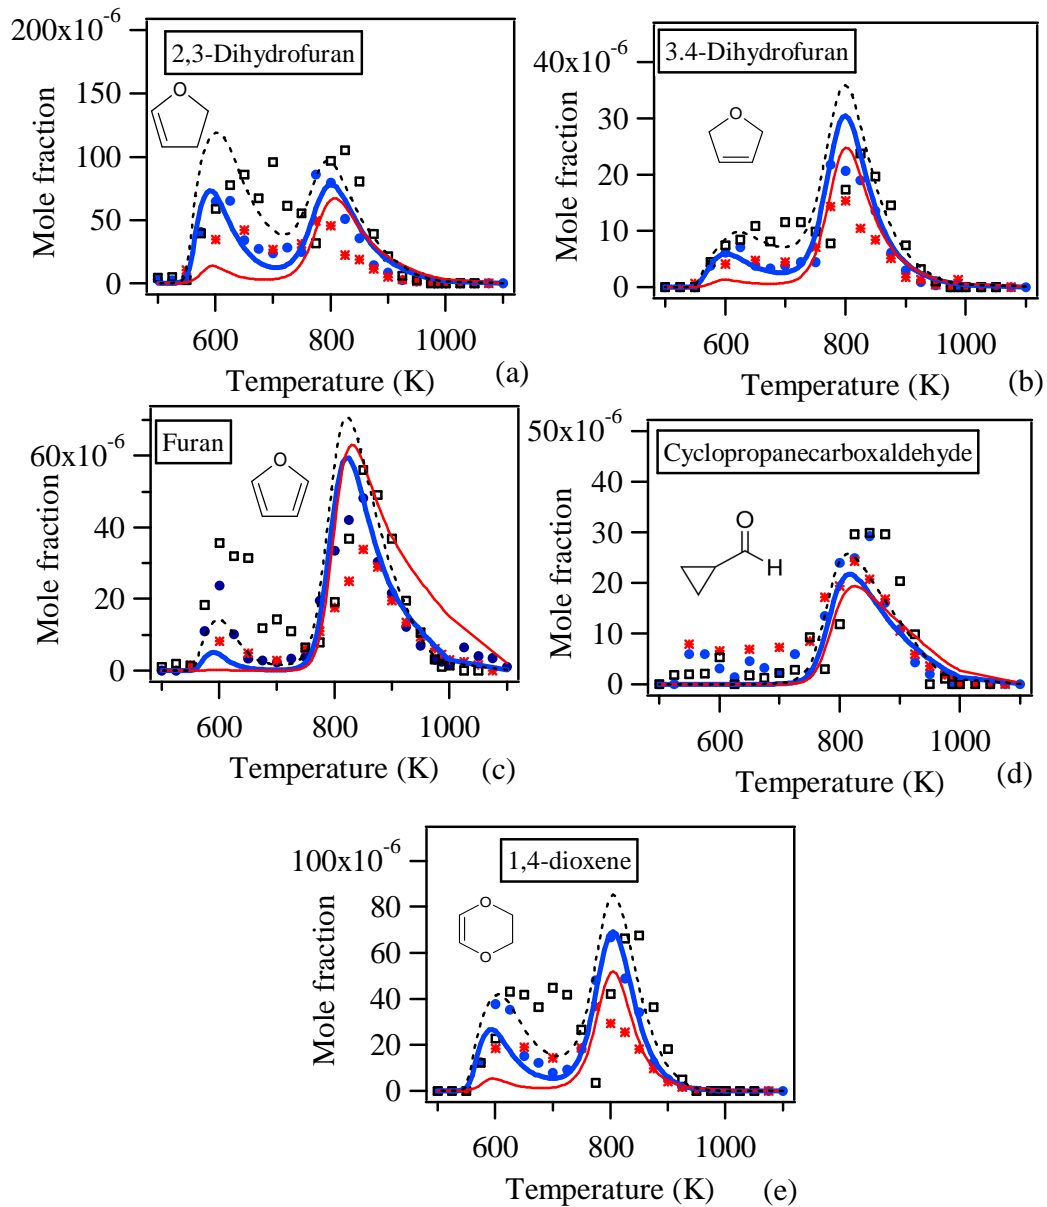 200x10-6
150
100
50
0
Mole fraction
2,3-Dihydrofuran
O
600 800 1000
Temperature (K)
(a)
40x10-6
30
20
10
0
Mole fraction
3.4-Dihydrofuran
O
600 800 1000
Temperature (K)
(b)
60x10-6
40
20
0
Mole fraction
Furan
O
600 800 1000
Temperature (K)
(c)
50x10-6
40
30
20
10
0
Mole fraction
Cyclopropanecarboxaldehyde
O
H
600 800 1000
Temperature (K)
(d)
100x10-6
80
60
40
20
0
Mole fraction
1,4-dioxene
O
O
600 800 1000
Temperature (K)
(e)